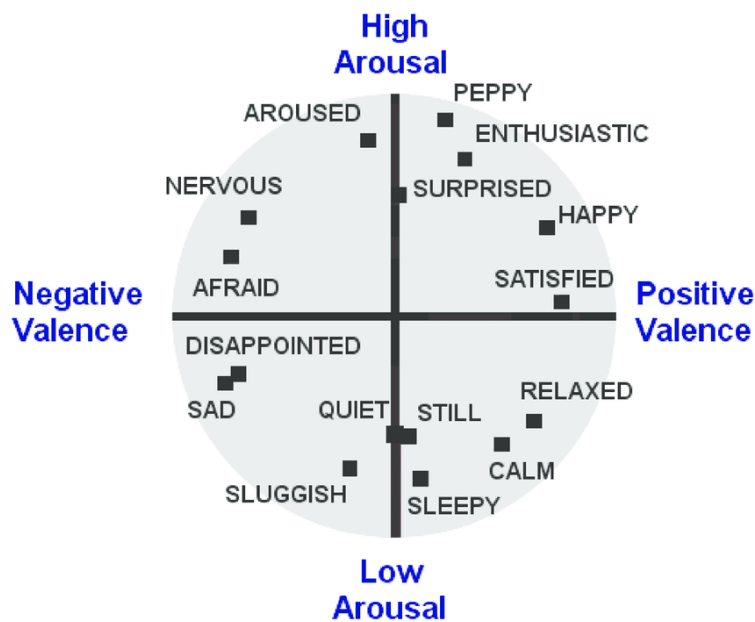 High
Arousal
PEPPY
AROUSED
ENTHUSIASTIC
NERVOUS
SURPRISED
HAPPY
SATISFIED
AFRAID
Negative
Valence
Positive
Valence
DISAPPOINTED
RELAXED
SAD
QUIET
STILL
CALM
SLUGGISH
SLEEPY
Low
Arousal